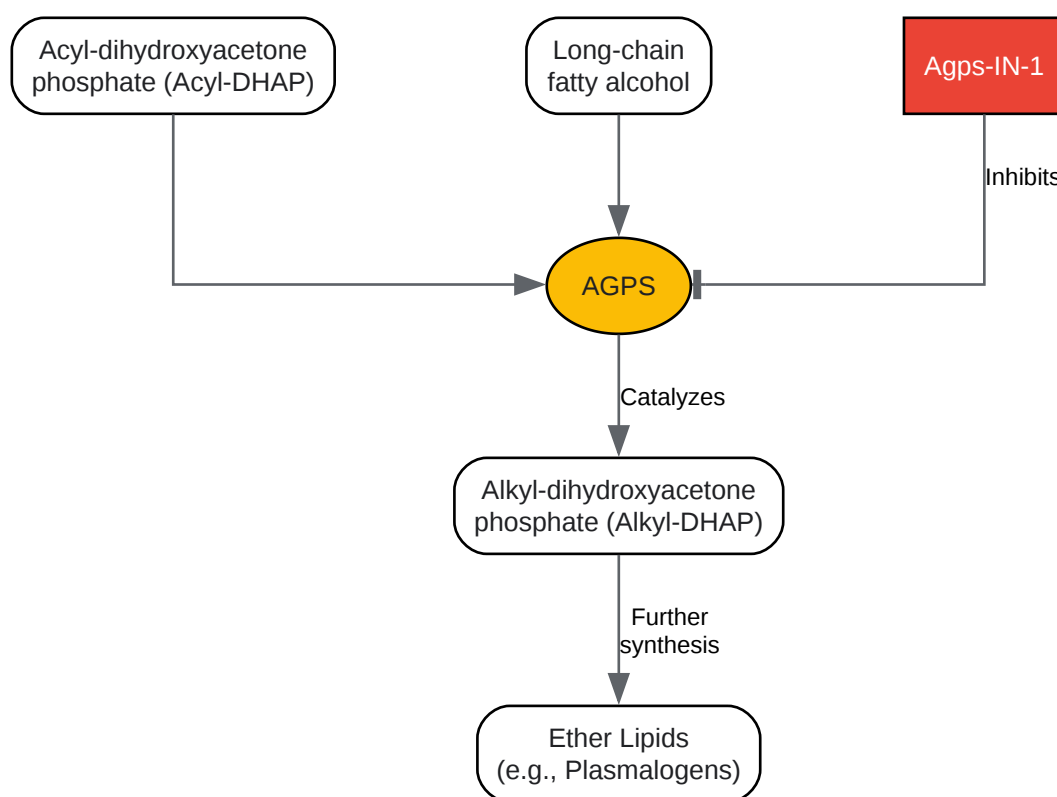 Acyl-dihydroxyacetone
phosphate (Acyl-DHAP)
Long-chain
fatty alcohol
Agps-IN-1
Inhibits
AGPS
Catalyzes
Alkyl-dihydroxyacetone
phosphate (Alkyl-DHAP)
Further
synthesis
Ether Lipids
(e.g., Plasmalogens)